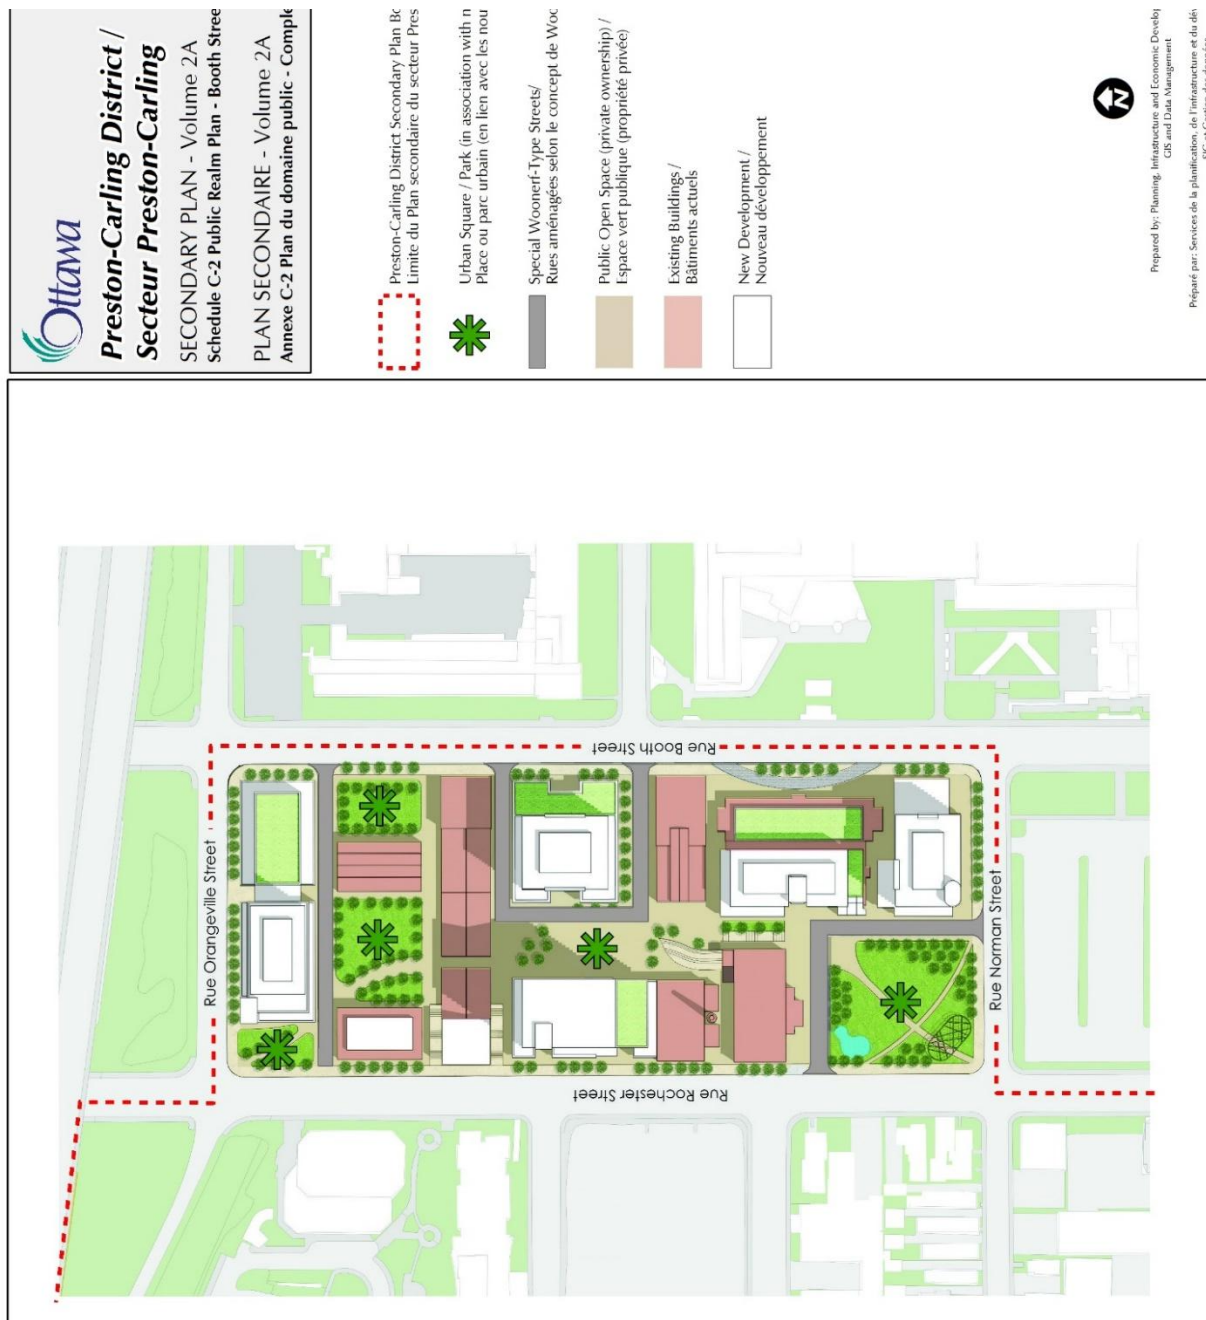 Ottawa
Preston-Carling District /
Secteur Preston-Carling
SECONDARY PLAN - Volume 2A
Schedule C-2 Public Realm Plan - Booth Stree
PLAN SECONDAIRE - Volume 2A
Annexe C-2 Plan du domaine public - Comple
Preston-Carling District Secondary Plan Bo
Limite du Plan secondaire du secteur Pres
Urban Square / Park (in association with n
Place ou parc urbain (en lien avec les nou
Special Woonerf-Type Streets/
Rues aménagées selon le concept de Woo
Public Open Space (private ownership) /
Espace vert publique (propriété privée)
Existing Buildings /
Bâtiments actuels
New Development /
Nouveau développement
N
Prepared by: Planning, Infrastructure and Economic Develop
GIS and Data Management
Préparé par: Services de la planification, de l'infrastructure et du dév
Rue Booth Street
Rue Orangeville Street
Rue Norman Street
Rue Rochester Street